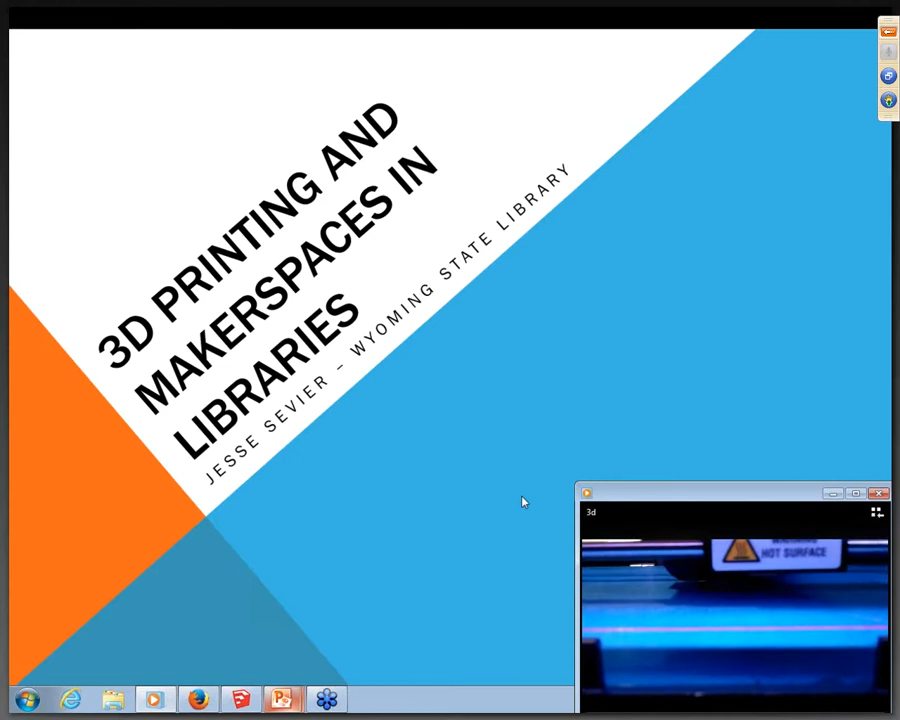 3D PRINTING AND
MAKERSPACES IN
LIBRARIES
JESSE SEVIER – WYOMING STATE LIBRARY
3d
HOT SURFACE